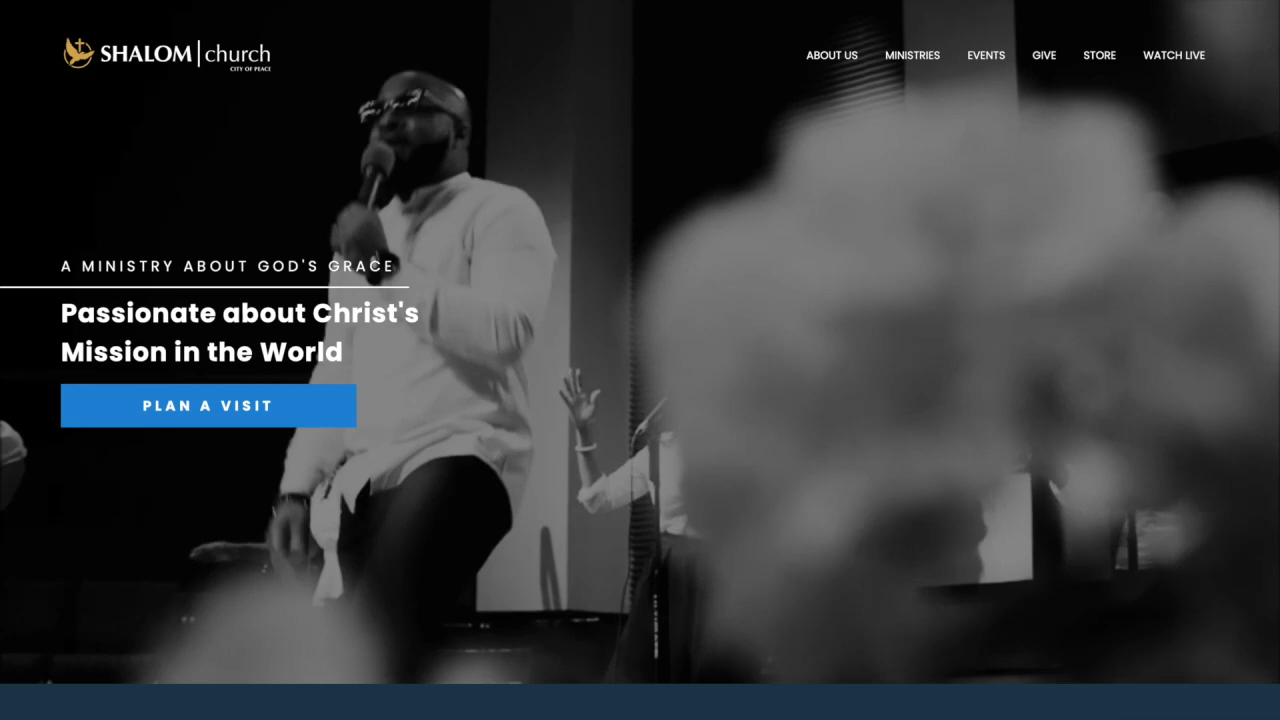 SHALOM church
CITY OF PEACE
ABOUT US MINISTRIES EVENTS GIVE STORE WATCH LIVE
A MINISTRY ABOUT GOD'S GRACE
Passionate about Christ's
Mission in the World
PLAN A VISIT